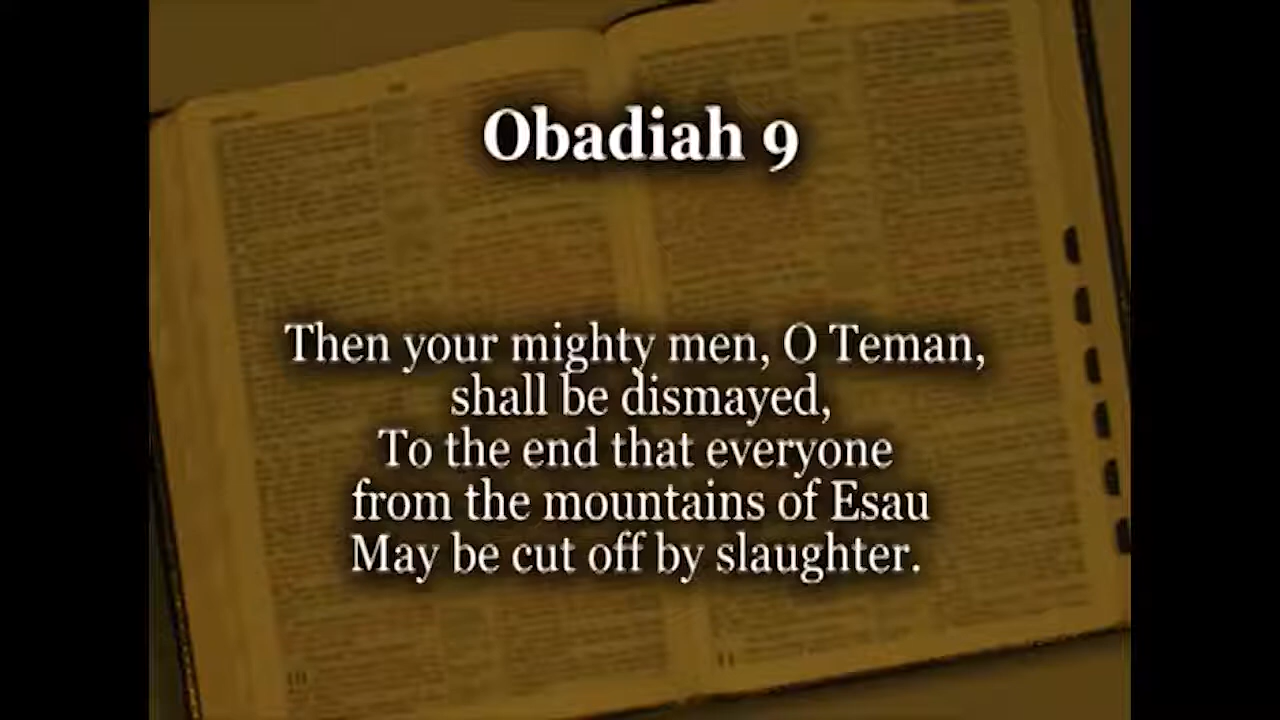 Obadiah 9
Then your mighty men, O Teman,
shall be dismayed,
To the end that everyone
from the mountains of Esau
May be cut off by slaughter.